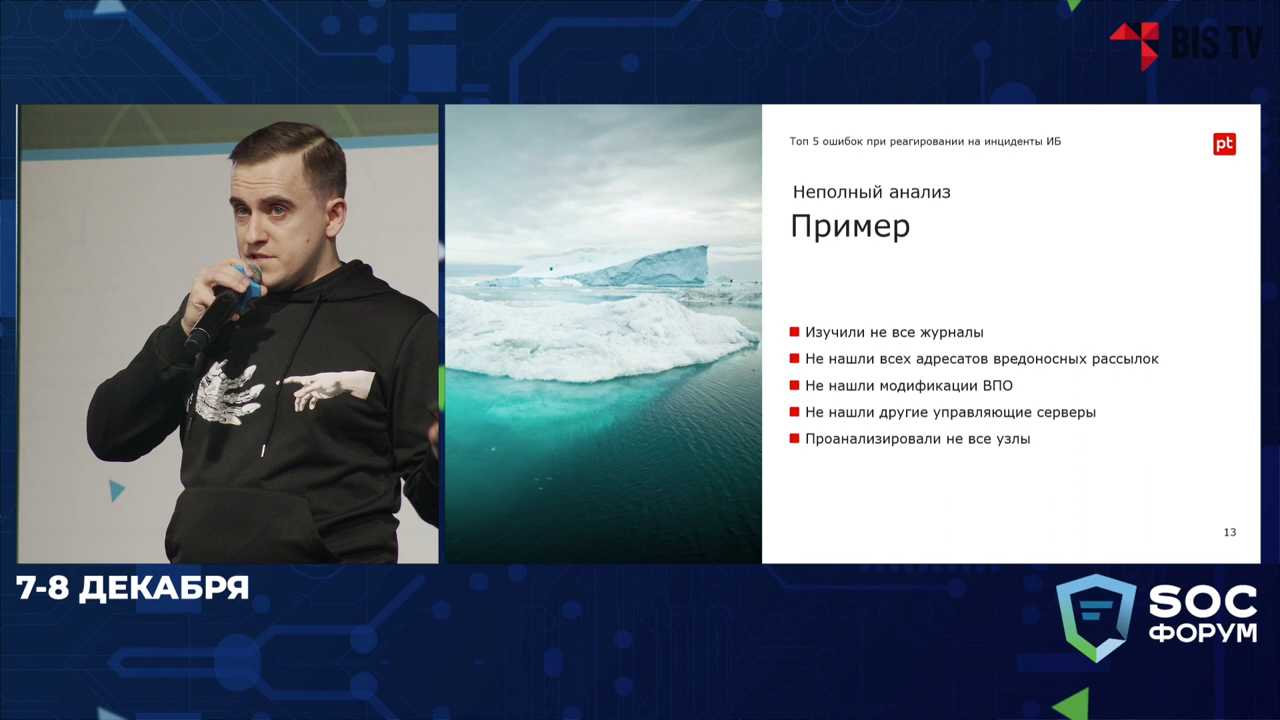 BIS TV
Топ 5 ошибок при реагировании на инциденты ИБ
pt
Неполный анализ
Пример
Изучили не все журналы
Не нашли всех адресатов вредоносных рассылок
Не нашли модификации ВПО
Не нашли другие управляющие серверы
Проанализировали не все узлы
13
7-8 ДЕКАБРЯ
SOC
ФОРУМ